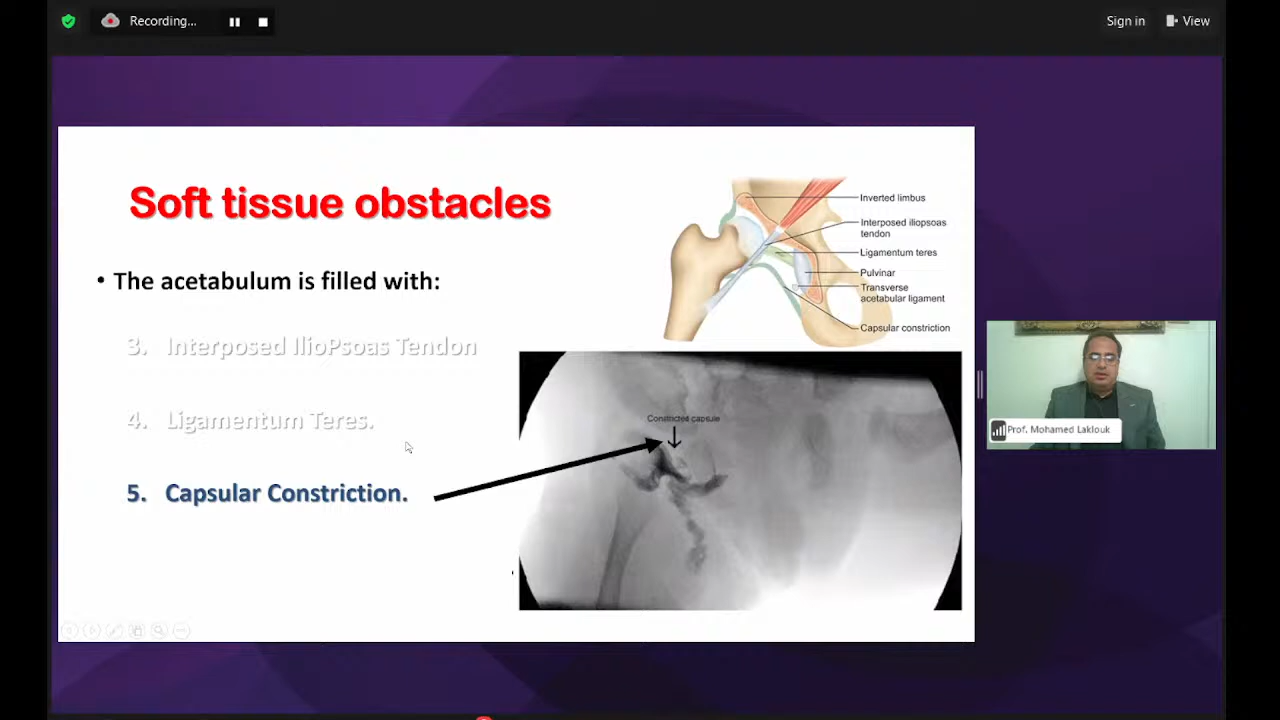 Recording...
Sign in
View
Soft tissue obstacles
• The acetabulum is filled with:
3. Interposed IlioPsoas Tendon
4. Ligamentum Teres.
5. Capsular Constriction.
Inverted limbus
Interposed iliopsoas
tendon
Ligamentum teres
Pulvinar
Transverse
acetabular ligament
Capsular constriction
Constricted capsule
Prof. Mohamed Laklouk